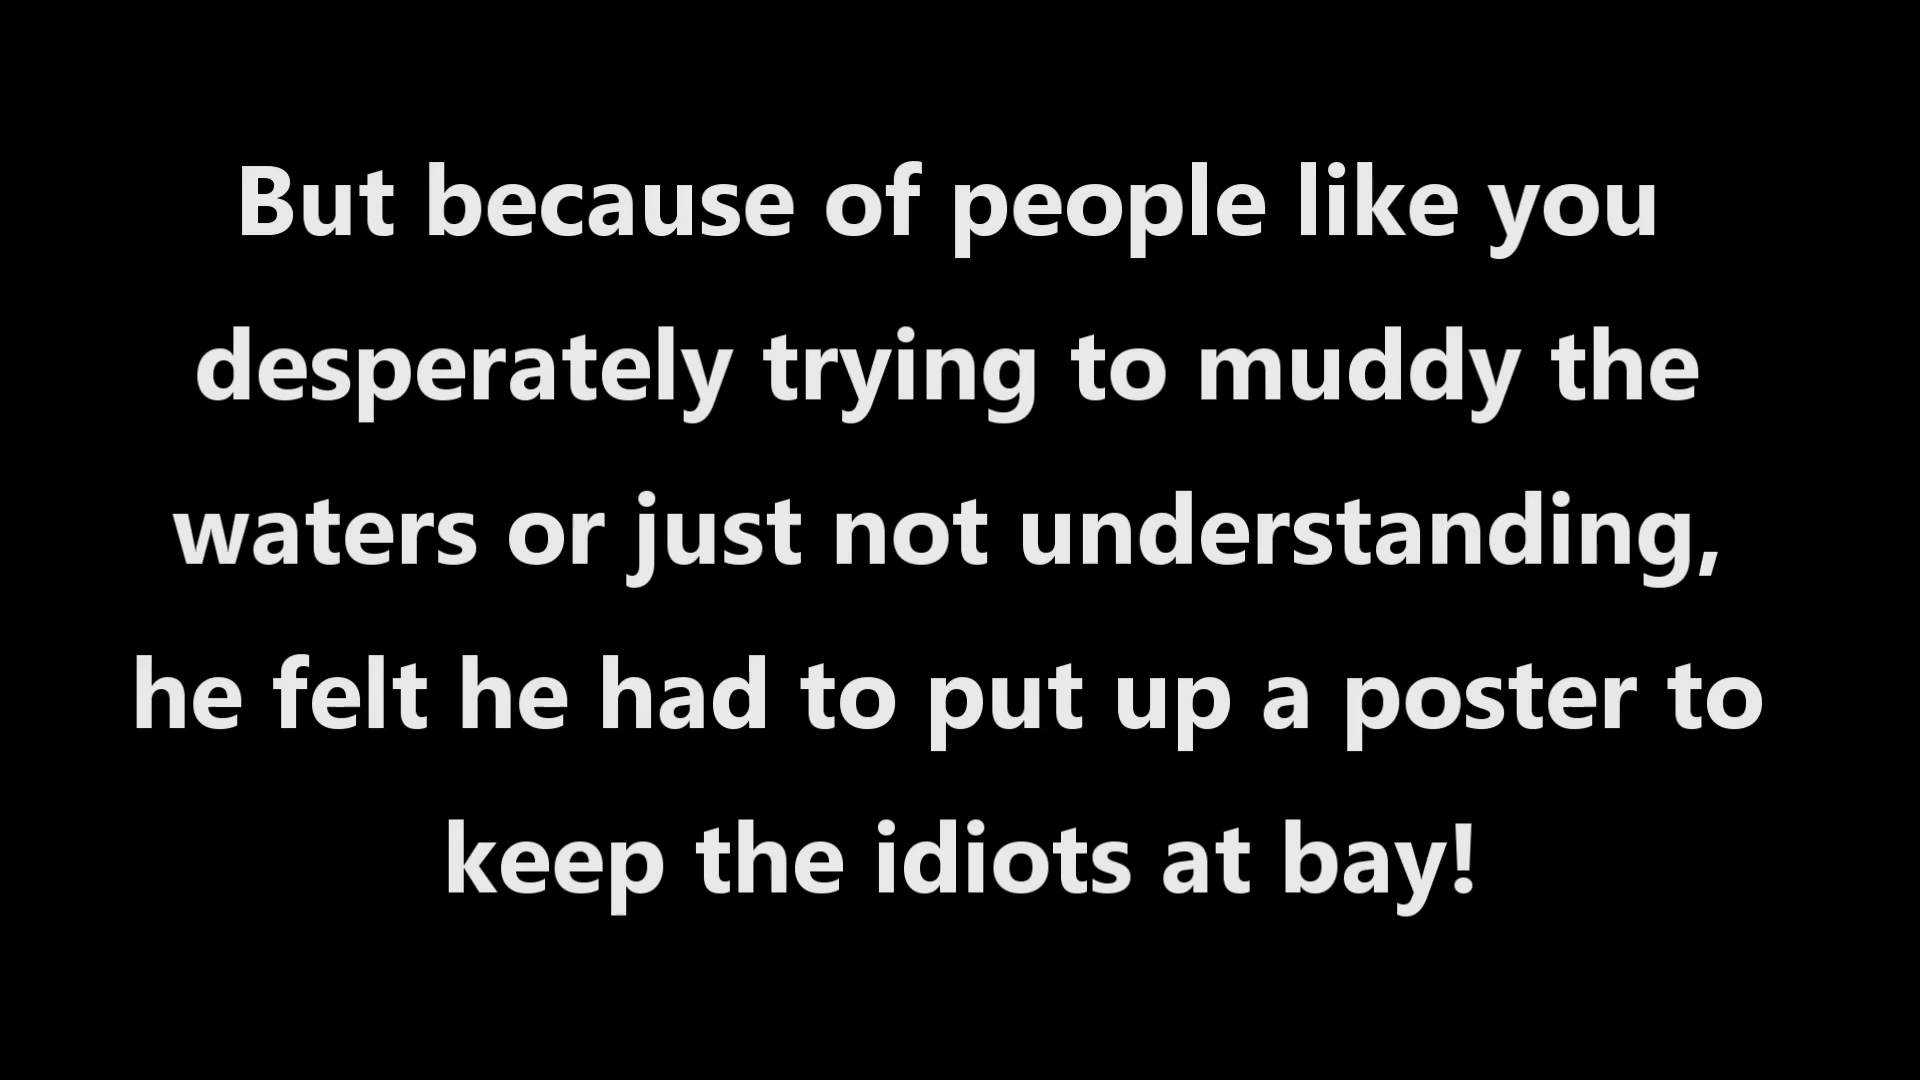 But because of people like you
desperately trying to muddy the
waters or just not understanding,
he felt he had to put up a poster to
keep the idiots at bay!